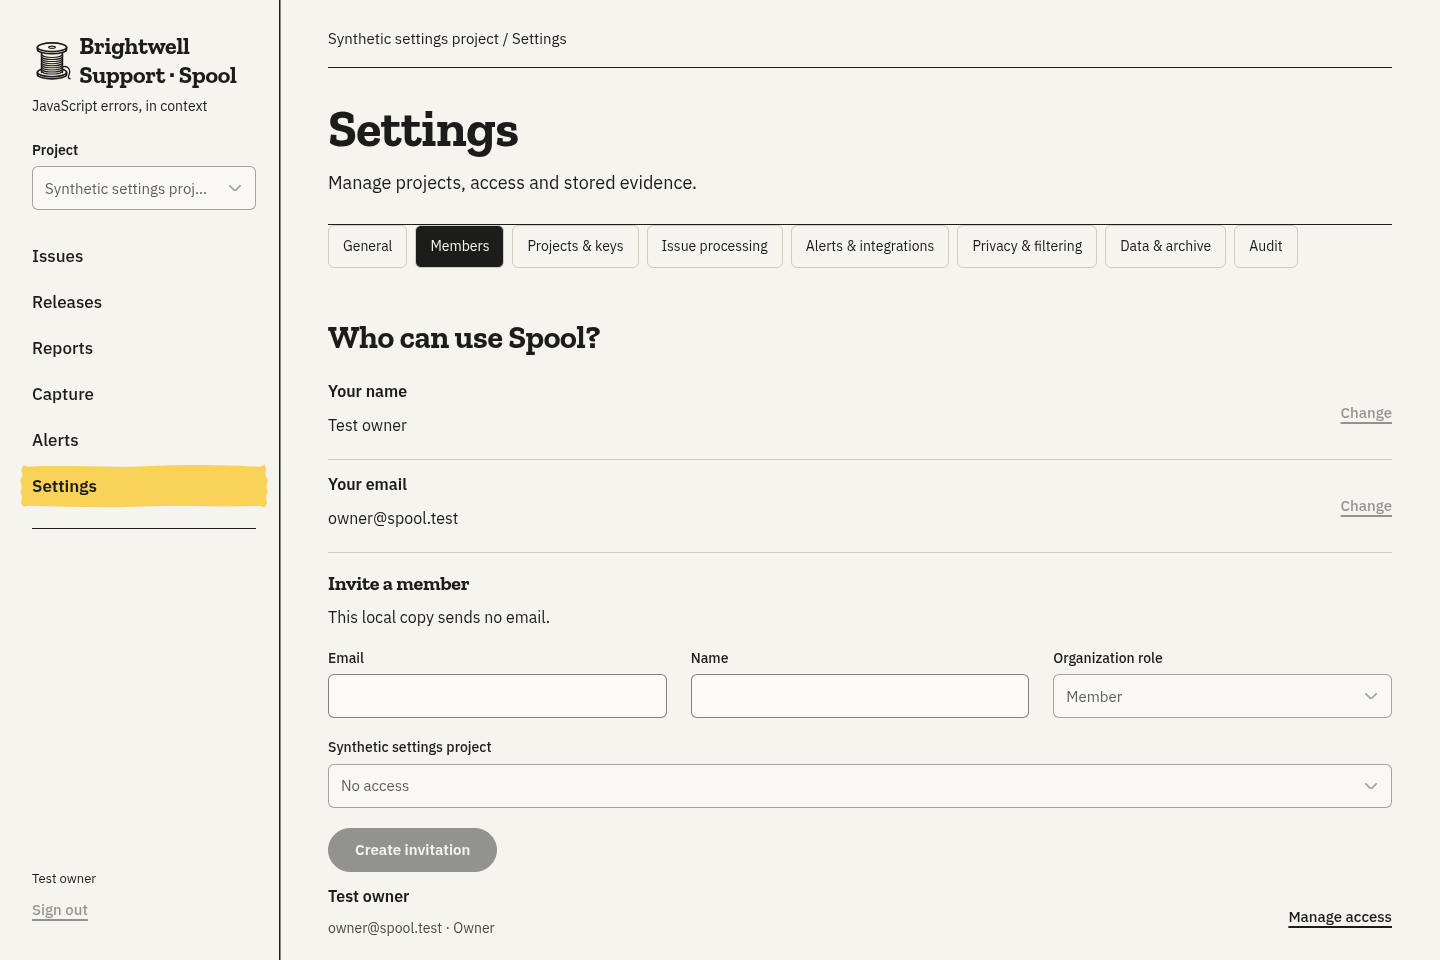 Brightwell
Support · Spool
JavaScript errors, in context
Project
Synthetic settings proj...
Issues
Releases
Reports
Capture
Alerts
Settings
Test owner
Sign out
Synthetic settings project / Settings
Settings
Manage projects, access and stored evidence.
General
Members
Projects & keys
Issue processing
Alerts & integrations
Privacy & filtering
Data & archive
Audit
Who can use Spool?
Your name
Test owner
Change
Your email
owner@spool.test
Change
Invite a member
This local copy sends no email.
Email
Name
Organization role
Member
Synthetic settings project
No access
Create invitation
Test owner
owner@spool.test · Owner
Manage access